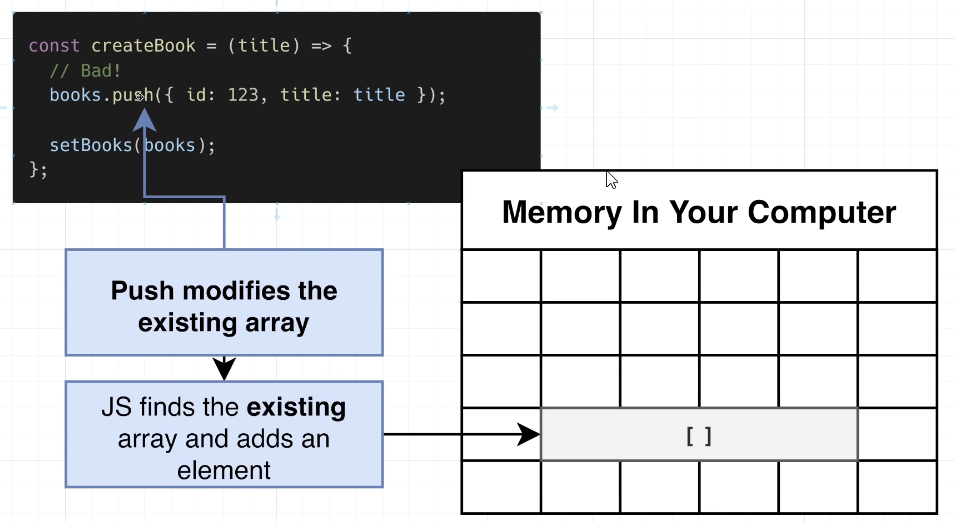 const createBook = (title) => {
  // Bad!
  books.push({ id: 123, title: title });
  setBooks(books);
};
Memory In Your Computer
Push modifies the
existing array
JS finds the existing
array and adds an
element
[ ]